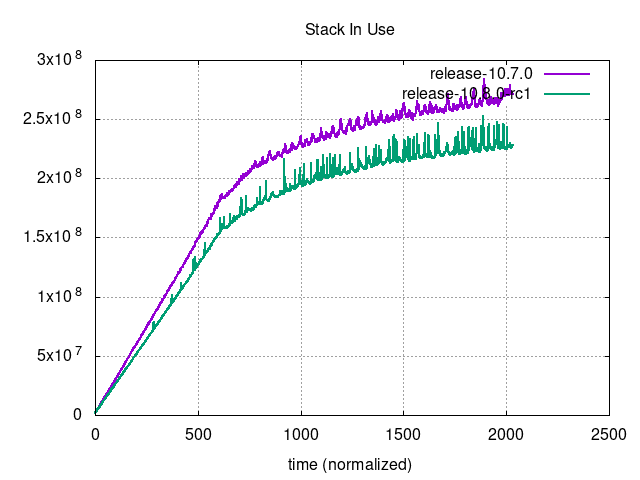 Stack In Use
3x10^8
2.5x10^8
2x10^8
1.5x10^8
1x10^8
5x10^7
0
release-10.7.0
release-10.8.0-rc1
0 500 1000 1500 2000 2500
time (normalized)